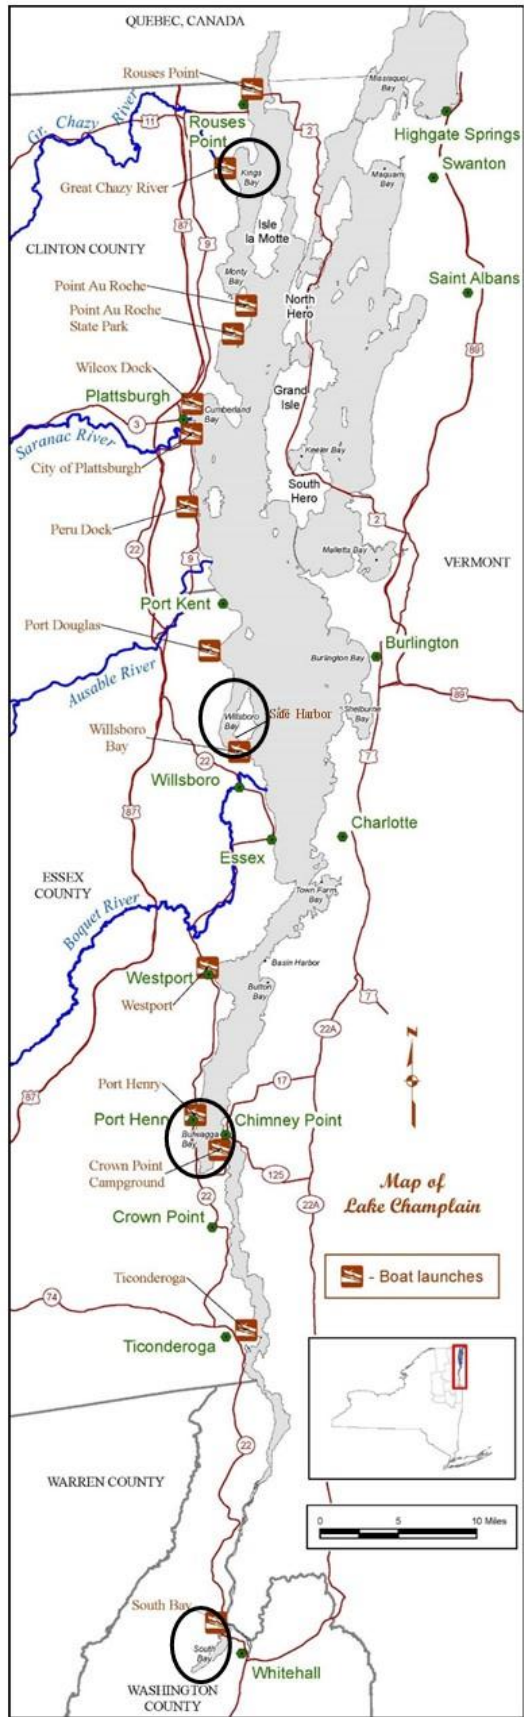 QUEBEC, CANADA
Rouses Point
Missisquoi
Bay
Gr. Chazy River
11
Rouses
Point
2
Highgate Springs
Great Chazy River
Kings
Bay
Maquam
Bay
Swanton
87
9
Isle
la Motte
CLINTON COUNTY
Monty
Bay
Point Au Roche
Saint Albans
Point Au Roche
State Park
North
Hero
89
Wilcox Dock
Plattsburgh
Grand
Isle
3
Cumberland
Bay
Saranac River
City of Plattsburgh
Keeler Bay
South
Hero
Peru Dock
2
22
9
Malletts Bay
VERMONT
Port Kent
Port Douglas
Burlington
Burlington Bay
Ausable River
89
Willsboro
Bay
Safe Harbor
Shelburne
Bay
Willsboro
Bay
22
7
Willsboro
87
Charlotte
Essex
ESSEX
COUNTY
Town Farm
Bay
Boquet River
Basin Harbor
Westport
Button
Bay
Westport
7
22A
17
Port Henry
87
Port Henr
Chimney Point
Bulwagga
Bay
Crown Point
Campground
125
22
22A
Map of
Lake Champlain
Crown Point
Ticonderoga
- Boat launches
74
Ticonderoga
22
WARREN COUNTY
0 5 10 Miles
South Bay
South
Bay
Whitehall
WASHINGTON
COUNTY
N